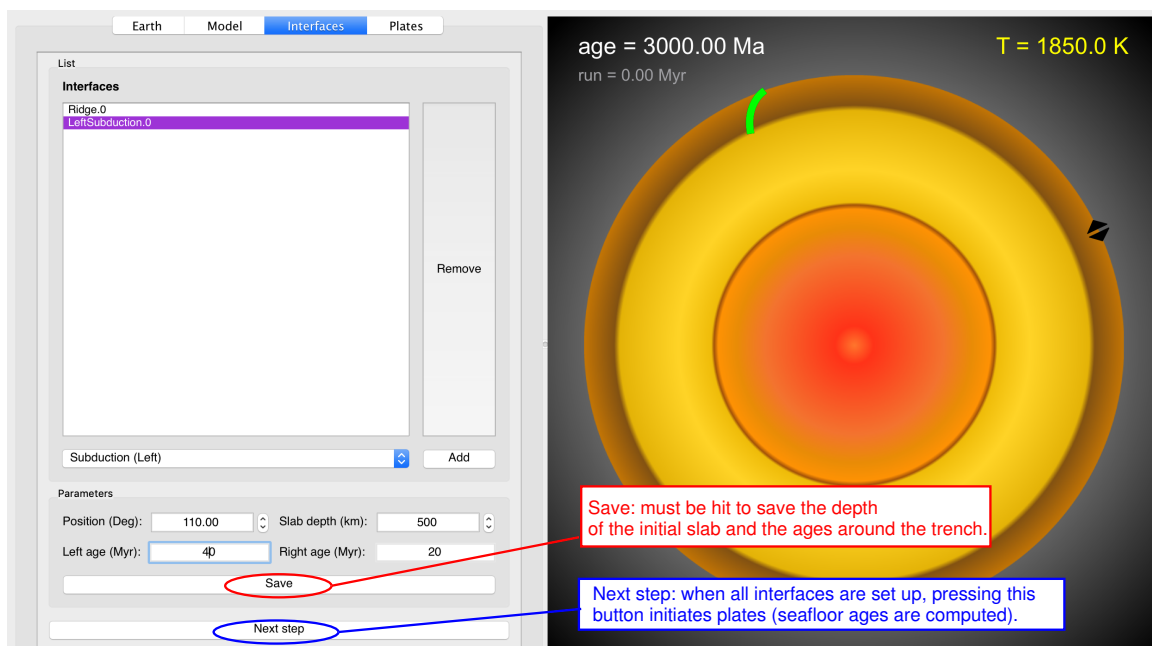 Earth Model Interfaces Plates
List
Interfaces
Ridge.0
LeftSubduction.0
Remove
Subduction (Left) Add
Parameters
Position (Deg): 110.00 Slab depth (km): 500
Left age (Myr): 40 Right age (Myr): 20
Save
Next step
age = 3000.00 Ma T = 1850.0 K
run = 0.00 Myr
Save: must be hit to save the depth
of the initial slab and the ages around the trench.
Next step: when all interfaces are set up, pressing this
button initiates plates (seafloor ages are computed).